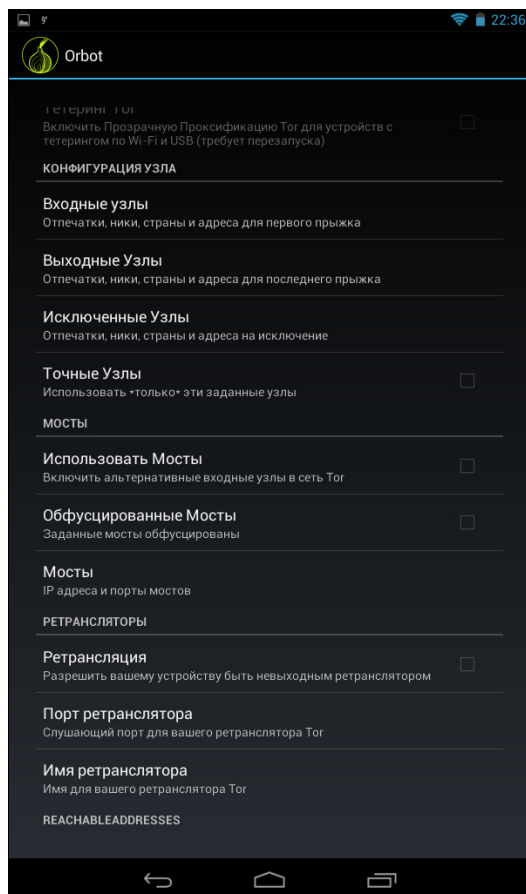 22:36
Orbot
Тетеринг Tor
Включить Прозрачную Проксификацию Tor для устройств с
тетерингом по Wi-Fi и USB (требует перезапуска)
КОНФИГУРАЦИЯ УЗЛА
Входные узлы
Отпечатки, ники, страны и адреса для первого прыжка
Выходные Узлы
Отпечатки, ники, страны и адреса для последнего прыжка
Исключенные Узлы
Отпечатки, ники, страны и адреса на исключение
Точные Узлы
Использовать *только* эти заданные узлы
МОСТЫ
Использовать Мосты
Включить альтернативные входные узлы в сеть Tor
Обфусцированные Мосты
Заданные мосты обфусцированы
Мосты
IP адреса и порты мостов
РЕТРАНСЛЯТОРЫ
Ретрансляция
Разрешить вашему устройству быть невыходным ретранслятором
Порт ретранслятора
Слушающий порт для вашего ретранслятора Tor
Имя ретранслятора
Имя для вашего ретранслятора Tor
REACHABLEADDRESSES